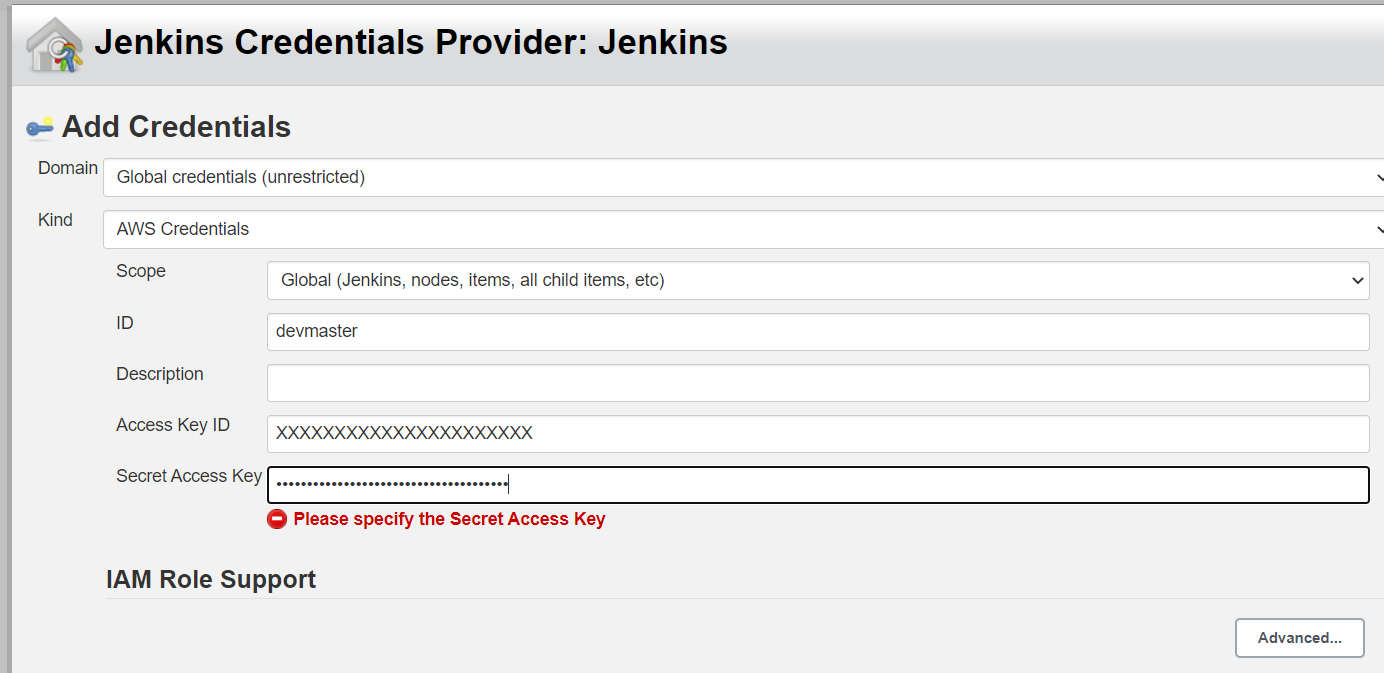 Jenkins Credentials Provider: Jenkins
Add Credentials
Domain
Global credentials (unrestricted)
Kind
AWS Credentials
Scope
Global (Jenkins, nodes, items, all child items, etc)
ID
devmaster
Description
Access Key ID
XXXXXXXXXXXXXXXXXXXXXX
Secret Access Key
••••••••••••••••••••••••••••••••••••••
Please specify the Secret Access Key
IAM Role Support
Advanced...